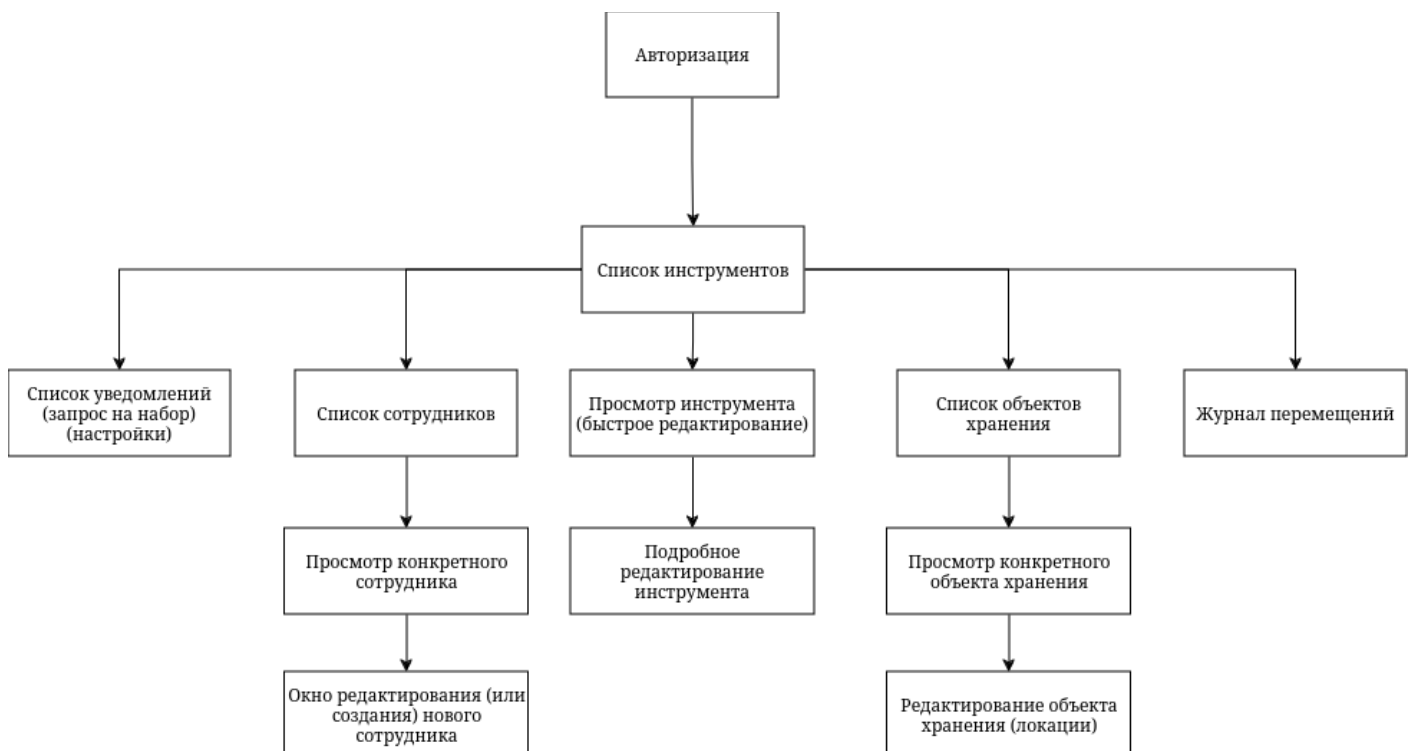 Авторизация
Список инструментов
Список уведомлений
(запрос на набор)
(настройки)
Список сотрудников
Просмотр инструмента
(быстрое редактирование)
Список объектов
хранения
Журнал перемещений
Просмотр конкретного
сотрудника
Подробное
редактирование
инструмента
Просмотр конкретного
объекта хранения
Окно редактирования (или
создания) нового
сотрудника
Редактирование объекта
хранения (локации)